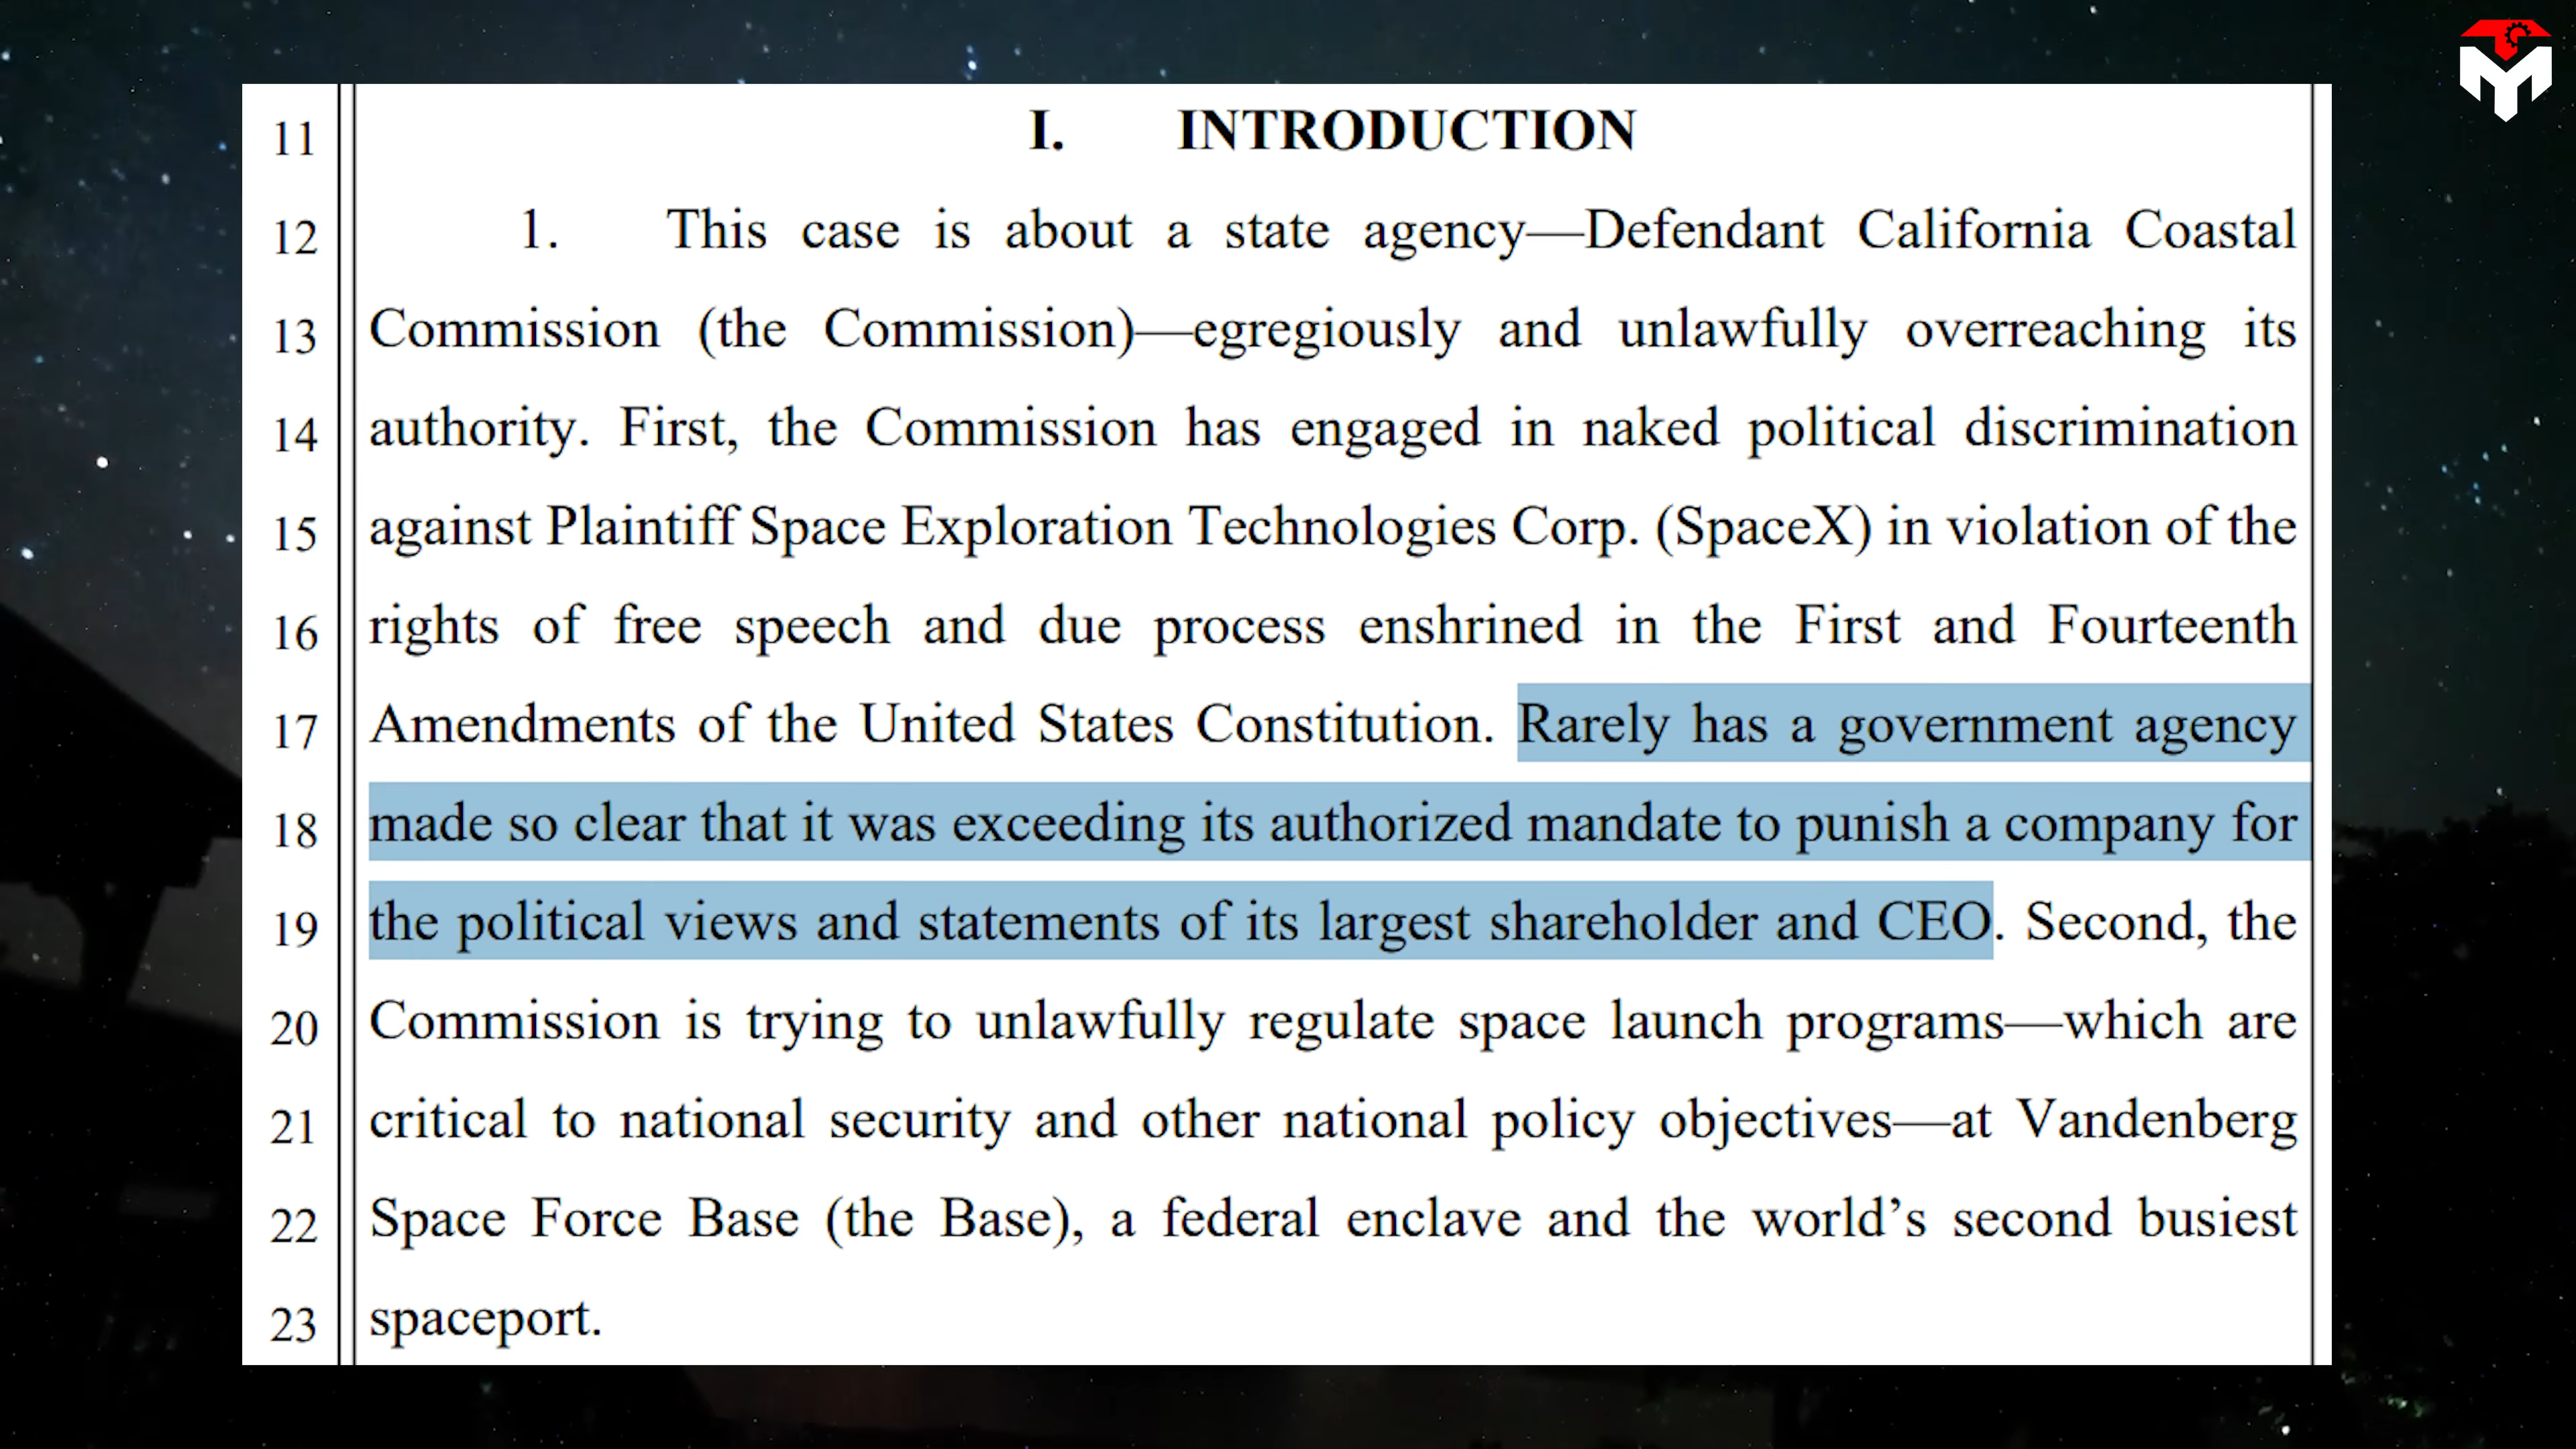 11 I. INTRODUCTION
12 1. This case is about a state agency—Defendant California Coastal
13 Commission (the Commission)—egregiously and unlawfully overreaching its
14 authority. First, the Commission has engaged in naked political discrimination
15 against Plaintiff Space Exploration Technologies Corp. (SpaceX) in violation of the
16 rights of free speech and due process enshrined in the First and Fourteenth
17 Amendments of the United States Constitution. Rarely has a government agency
18 made so clear that it was exceeding its authorized mandate to punish a company for
19 the political views and statements of its largest shareholder and CEO. Second, the
20 Commission is trying to unlawfully regulate space launch programs—which are
21 critical to national security and other national policy objectives—at Vandenberg
22 Space Force Base (the Base), a federal enclave and the world’s second busiest
23 spaceport.